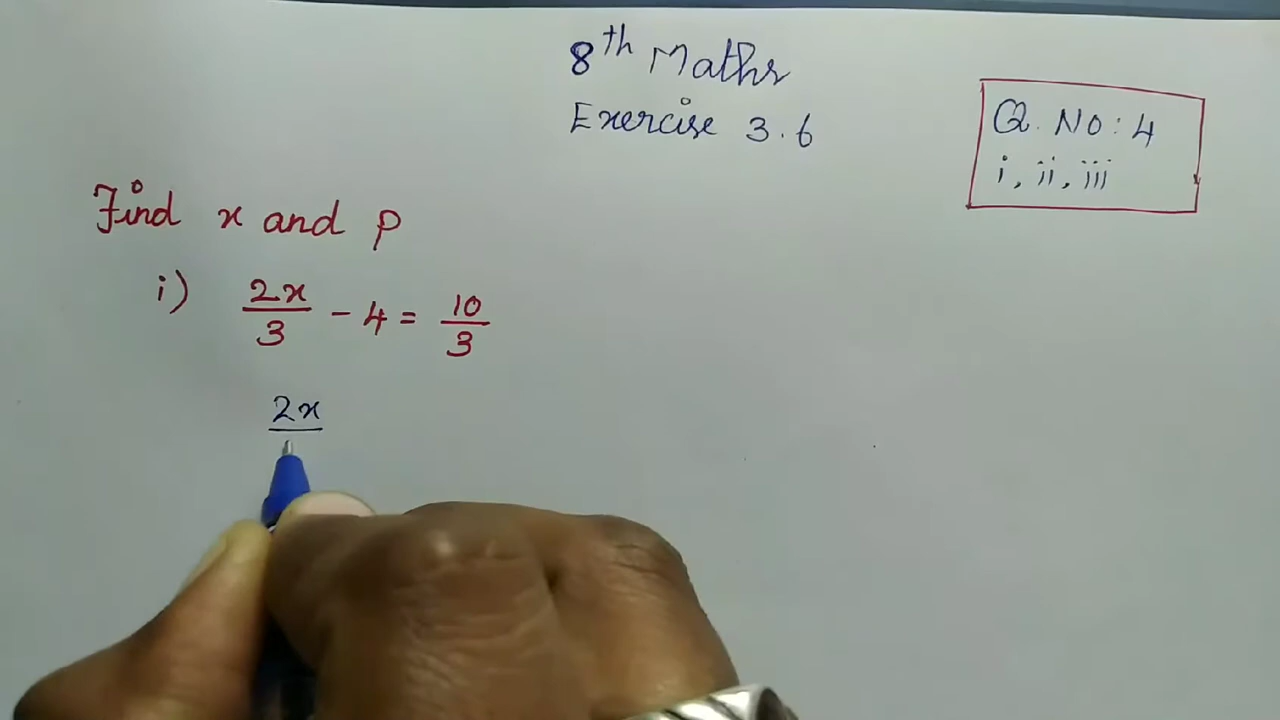 8th Maths
Exercise 3.6
Q. No: 4
i, ii, iii
Find x and p
i) 2x/3 - 4 = 10/3
2x